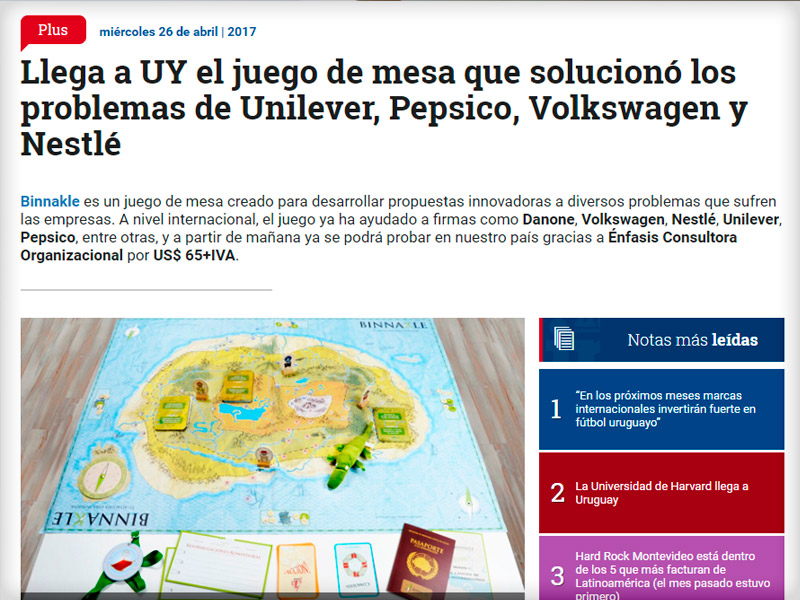 Plus
miércoles 26 de abril | 2017
Llega a UY el juego de mesa que solucionó los
problemas de Unilever, Pepsico, Volkswagen y
Nestlé
Binnakle es un juego de mesa creado para desarrollar propuestas innovadoras a diversos problemas que sufren
las empresas. A nivel internacional, el juego ya ha ayudado a firmas como Danone, Volkswagen, Nestlé, Unilever,
Pepsico, entre otras, y a partir de mañana ya se podrá probar en nuestro país gracias a Énfasis Consultora
Organizacional por US$ 65+IVA.
BINNAKLE
BINNAKLE
PASAPORTE
Notas más leídas
1
“En los próximos meses marcas
internacionales invertirán fuerte en
fútbol uruguayo”
2
La Universidad de Harvard llega a
Uruguay
3
Hard Rock Montevideo está dentro
de los 5 que más facturan de
Latinoamérica (el mes pasado estuvo
primero)